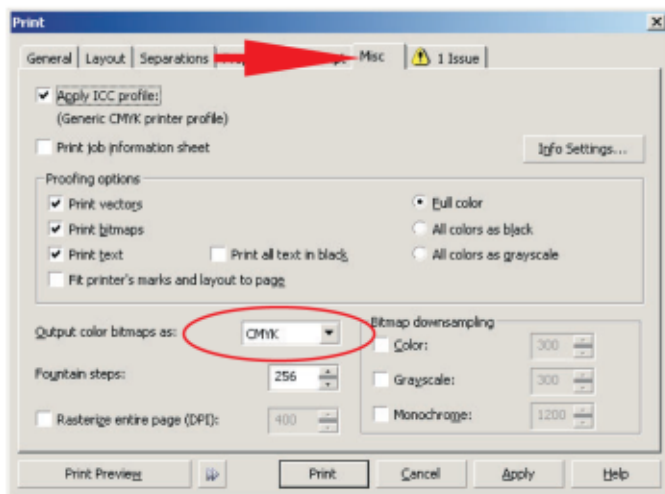 Print
General Layout Separations Misc 1 Issue
Apply ICC profile:
(Generic CMYK printer profile)
Print job information sheet
Info Settings...
Proofing options
Print vectors
Full color
Print bitmaps
All colors as black
Print text
Print all text in black
All colors as grayscale
Fit printer's marks and layout to page
Output color bitmaps as:
CMYK
Bitmap downsampling
Color:
300
Fountain steps:
256
Grayscale:
300
Rasterize entire page (DPI):
400
Monochrome:
1200
Print Preview Print Cancel Apply Help